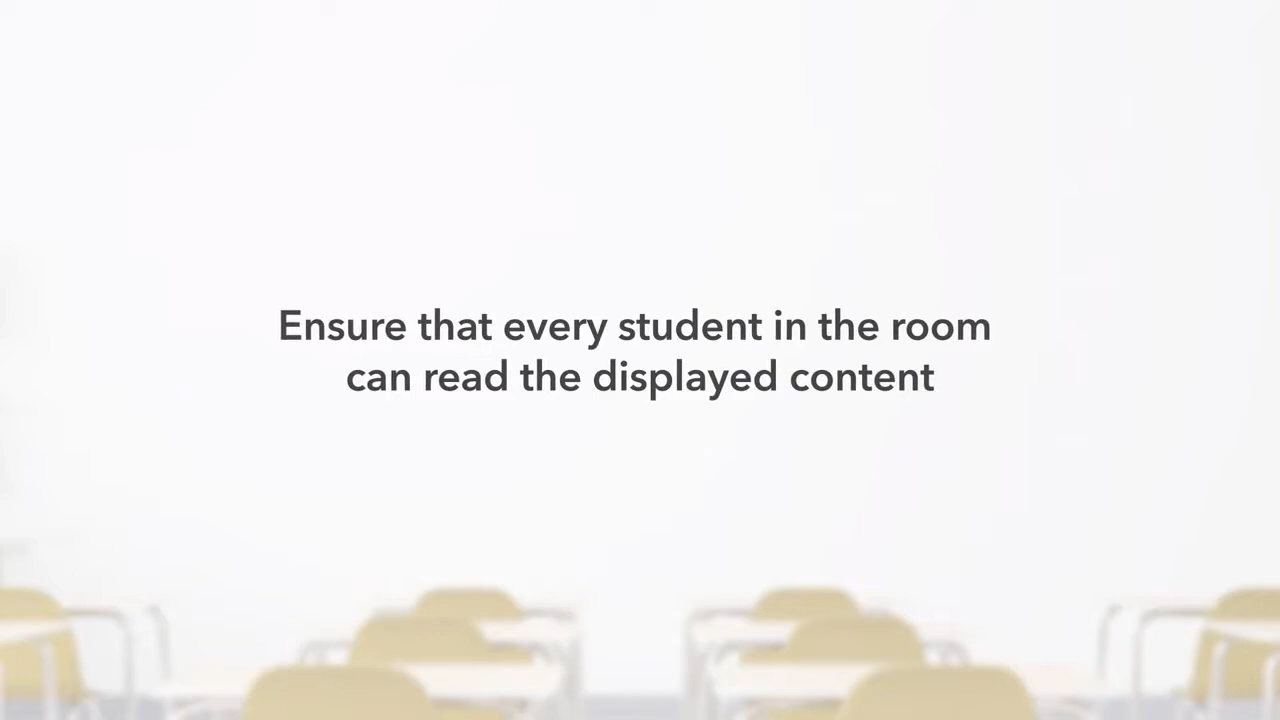 Ensure that every student in the room
can read the displayed content